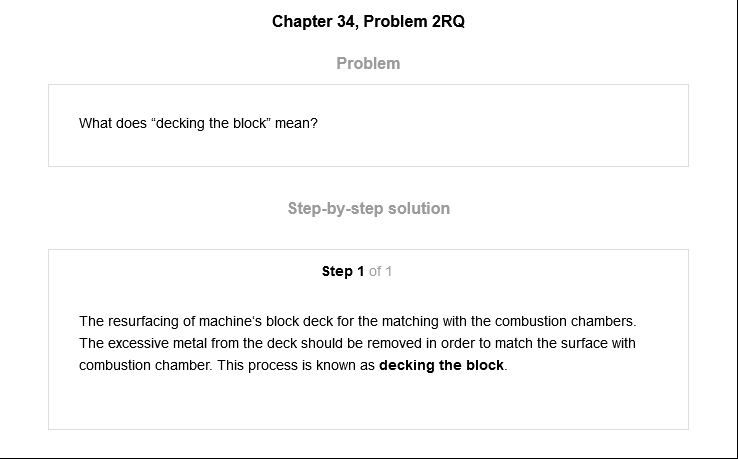 Chapter 34, Problem 2RQ
Problem
What does “decking the block” mean?
Step-by-step solution
Step 1 of 1
The resurfacing of machine‘s block deck for the matching with the combustion chambers.
The excessive metal from the deck should be removed in order to match the surface with
combustion chamber. This process is known as decking the block.